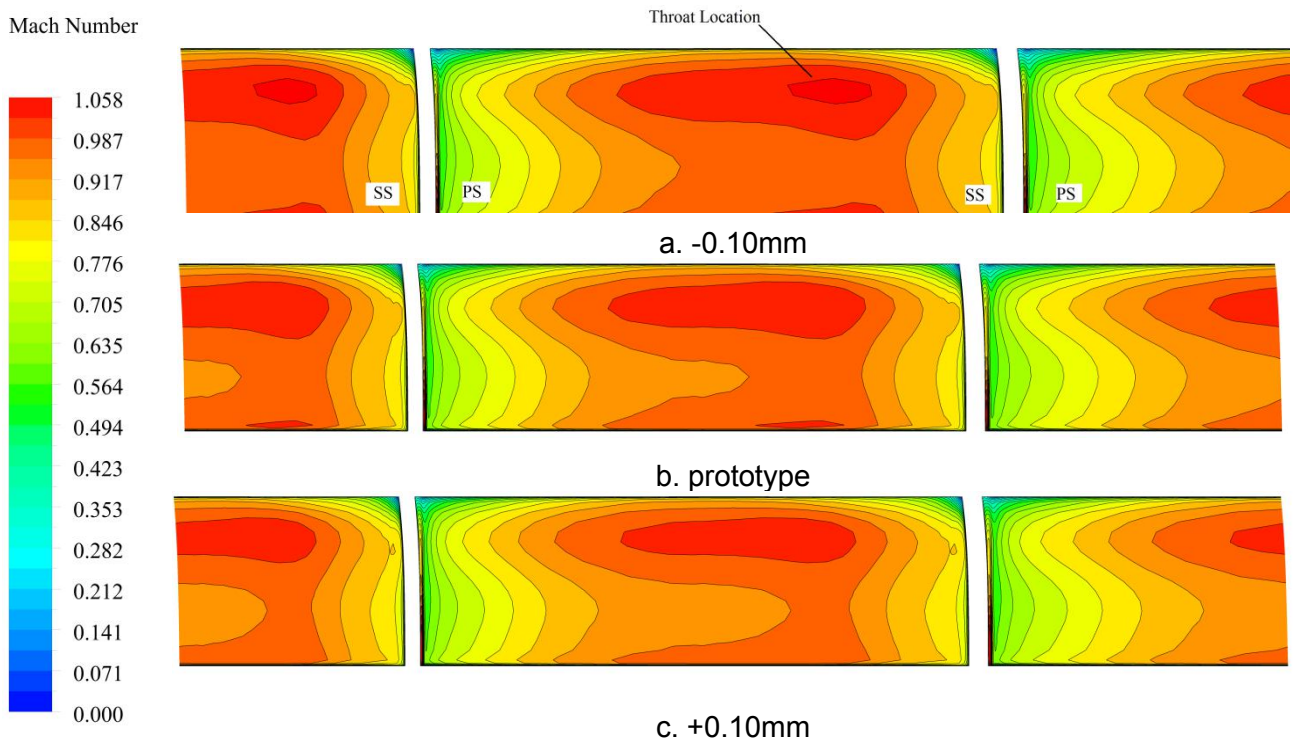 Mach Number
Throat Location
1.058
0.987
0.917
0.846
0.776
0.705
0.635
0.564
0.494
0.423
0.353
0.282
0.212
0.141
0.071
0.000
SS PS SS PS
a. -0.10mm
b. prototype
c. +0.10mm